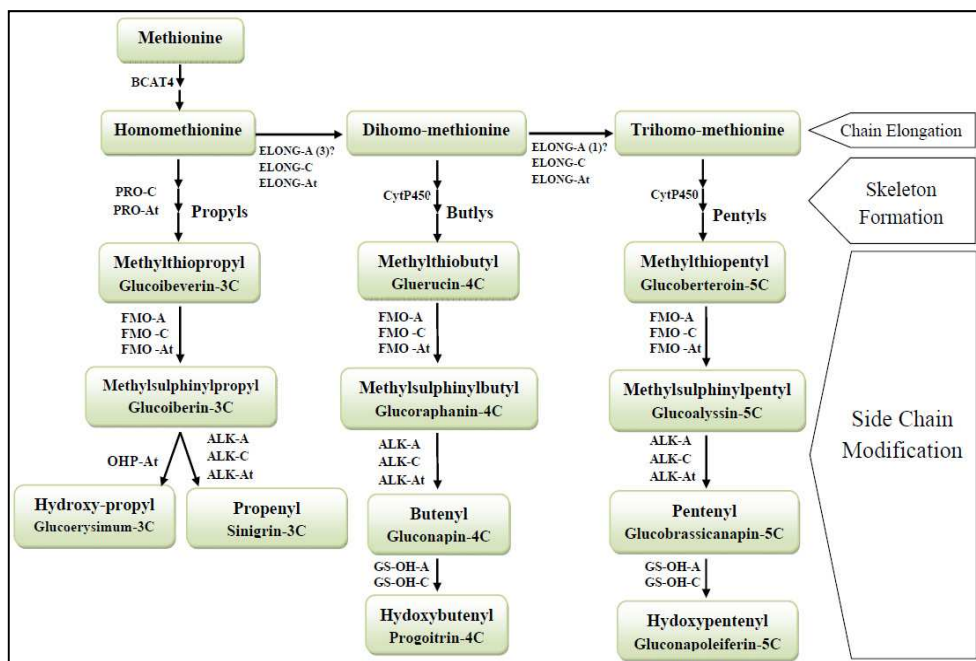 Methionine
BCAT4
Homomethionine
Dihomo-methionine
Trihomo-methionine
Chain Elongation
ELONG-A (3)?
ELONG-C
ELONG-At
ELONG-A (1)?
ELONG-C
ELONG-At
PRO-C
PRO-At
Propyls
CytP450
Butlys
CytP450
Pentyls
Skeleton
Formation
Methylthiopropyl
Glucoibeverin-3C
Methylthiobutyl
Gluerucin-4C
Methylthiopentyl
Glucoberteroin-5C
FMO-A
FMO -C
FMO -At
FMO-A
FMO -C
FMO -At
FMO-A
FMO -C
FMO -At
Methylsulphinylpropyl
Glucoiberin-3C
Methylsulphinylbutyl
Glucoraphanin-4C
Methylsulphinylpentyl
Glucoalyssin-5C
Side Chain
Modification
OHP-At
ALK-A
ALK-C
ALK-At
ALK-A
ALK-C
ALK-At
ALK-A
ALK-C
ALK-At
Hydroxy-propyl
Glucoerysimum-3C
Propenyl
Sinigrin-3C
Butenyl
Gluconapin-4C
Pentenyl
Glucobrassicanapin-5C
GS-OH-A
GS-OH-C
GS-OH-A
GS-OH-C
Hydoxybutenyl
Progoitrin-4C
Hydoxypentenyl
Gluconapoleiferin-5C